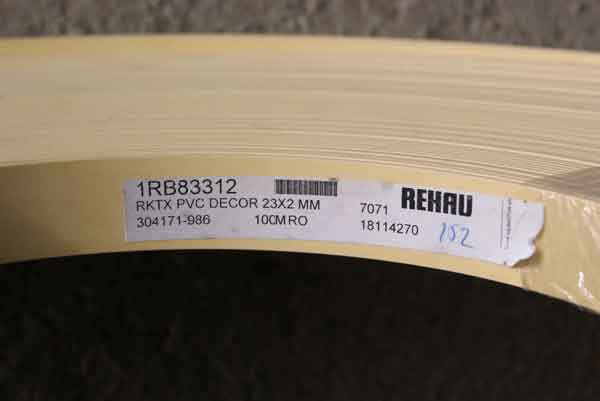 1RB83312
RKTX PVC DECOR 23X2 MM
7071
REHAU
304171-986
100M RO
18114270
152